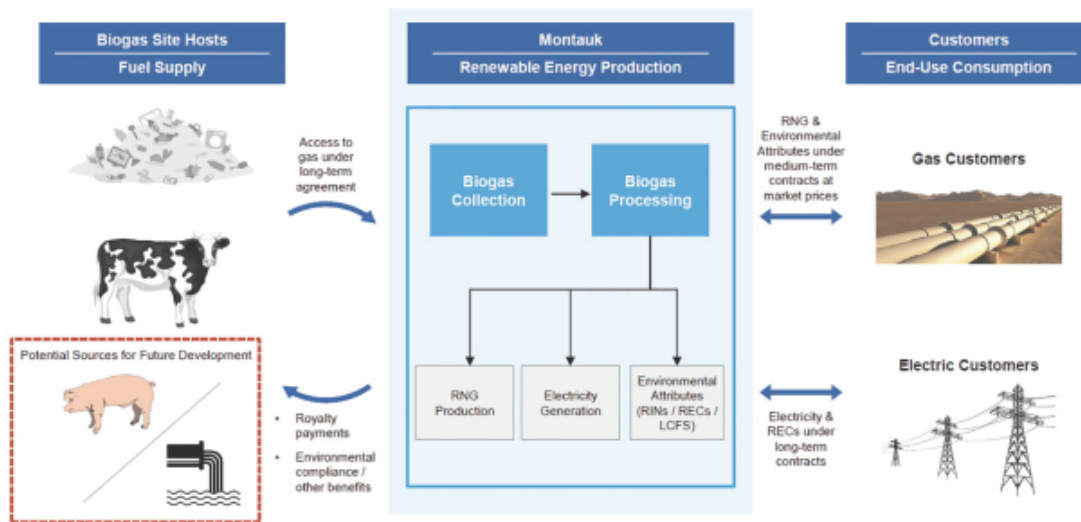 Biogas Site Hosts
Fuel Supply
Montauk
Renewable Energy Production
Customers
End-Use Consumption
Access to
gas under
long-term
agreement
Biogas
Collection
Biogas
Processing
RNG &
Environmental
Attributes under
medium-term
contracts at
market prices
Gas Customers
Potential Sources for Future Development
• Royalty
payments
• Environmental
compliance /
other benefits
RNG
Production
Electricity
Generation
Environmental
Attributes
(RINs / RECs /
LCFS)
Electric Customers
Electricity &
RECs under
long-term
contracts